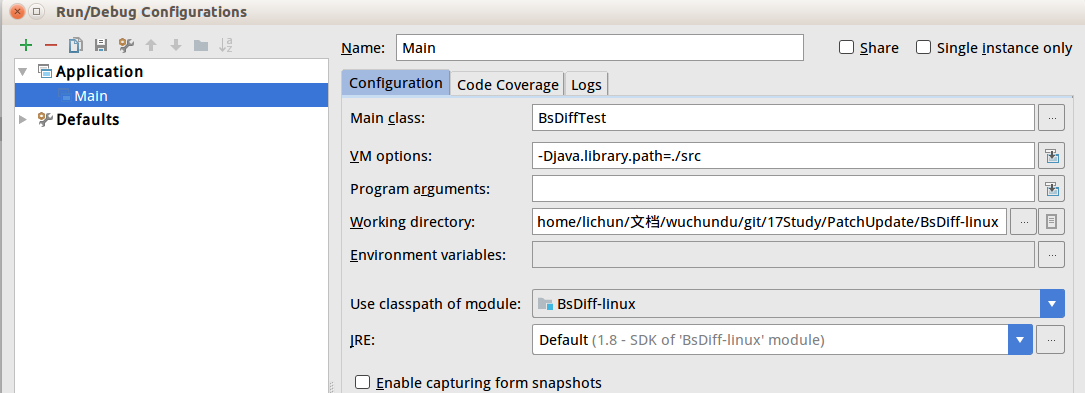 Run/Debug Configurations
Name: Main Share Single instance only
Application
Main
Defaults
Configuration Code Coverage Logs
Main class: BsDiffTest ...
VM options: -Djava.library.path=./src
Program arguments:
Working directory: home/lichun/文档/wuchundu/git/17Study/PatchUpdate/BsDiff-linux ...
Environment variables: ...
Use classpath of module: BsDiff-linux
JRE: Default (1.8 - SDK of 'BsDiff-linux' module) ...
Enable capturing form snapshots